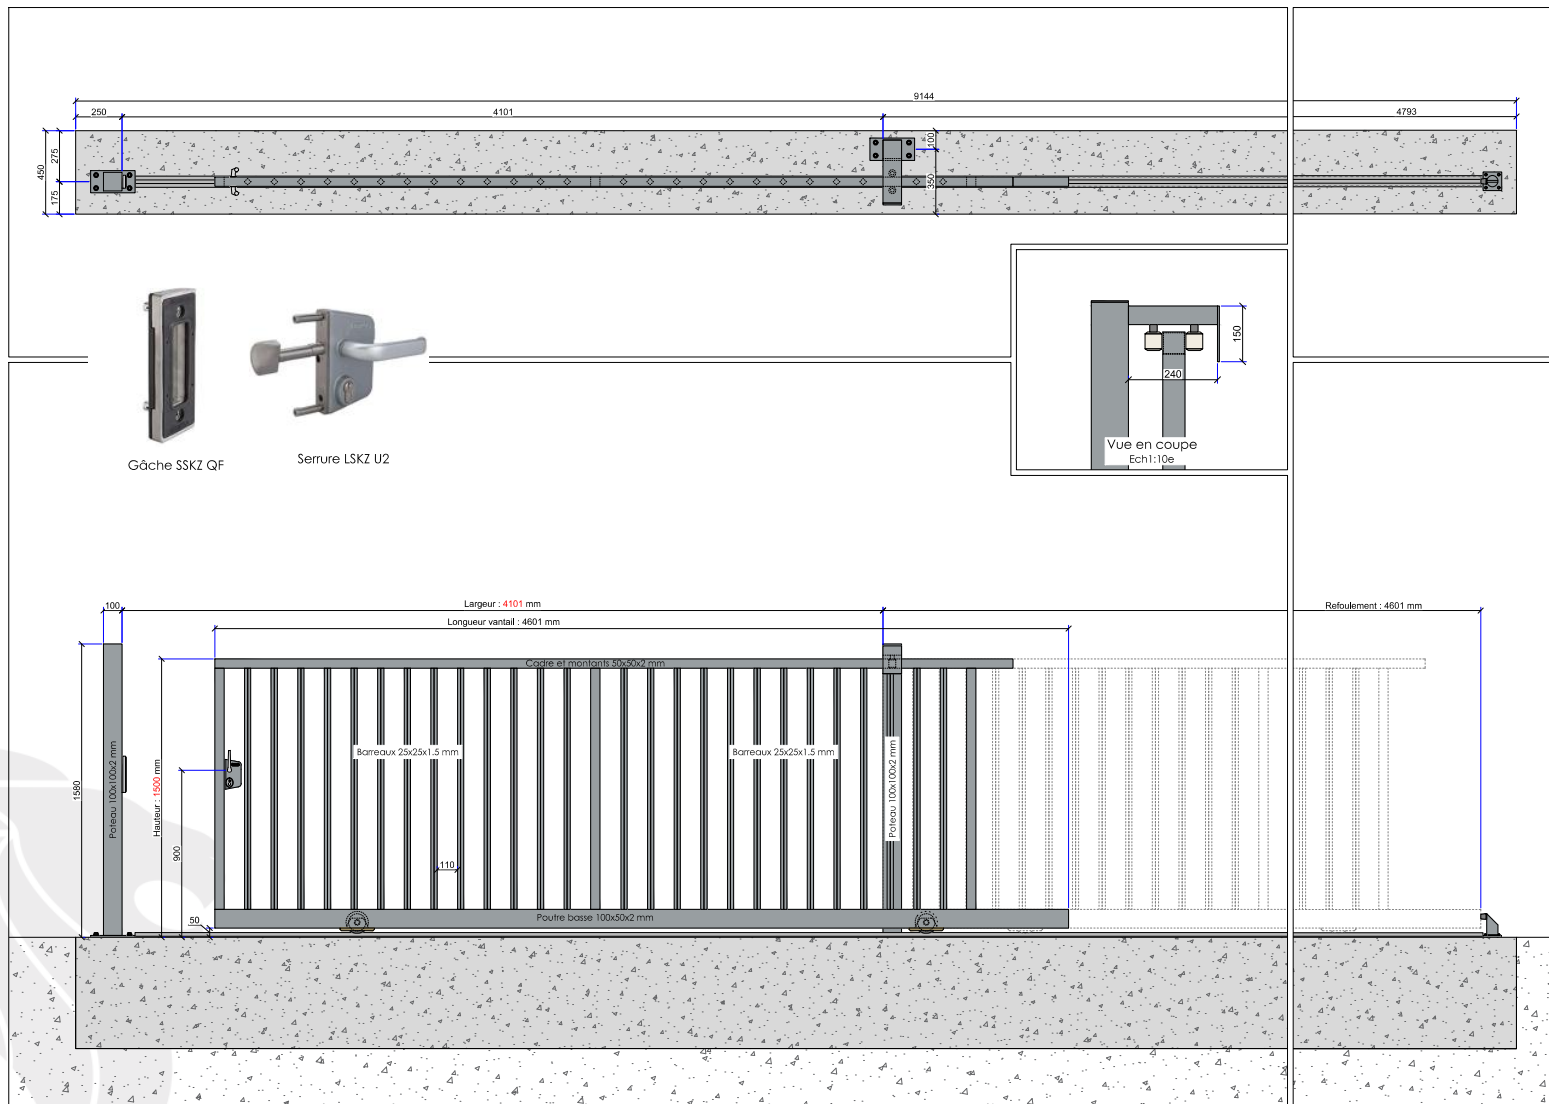 9144
250
4101
4793
450
275
175
100
350
150
240
Vue en coupe
Ech1:10e
Gâche SSKZ QF
Serrure LSKZ U2
100
Largeur : 4101 mm
Refoulement : 4601 mm
Longueur vantail : 4601 mm
Cadre et montants 50x50x2 mm
Barreaux 25x25x1.5 mm
Barreaux 25x25x1.5 mm
Poteau 100x100x2 mm
Poteau 100x100x2 mm
1580
Hauteur : 1500 mm
900
110
50
Poutre basse 100x50x2 mm